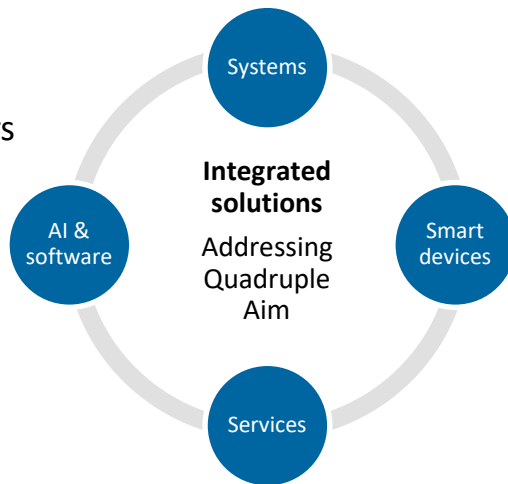 Systems
Integrated
solutions
AI &
software
Addressing
Quadruple
Aim
Smart
devices
Services